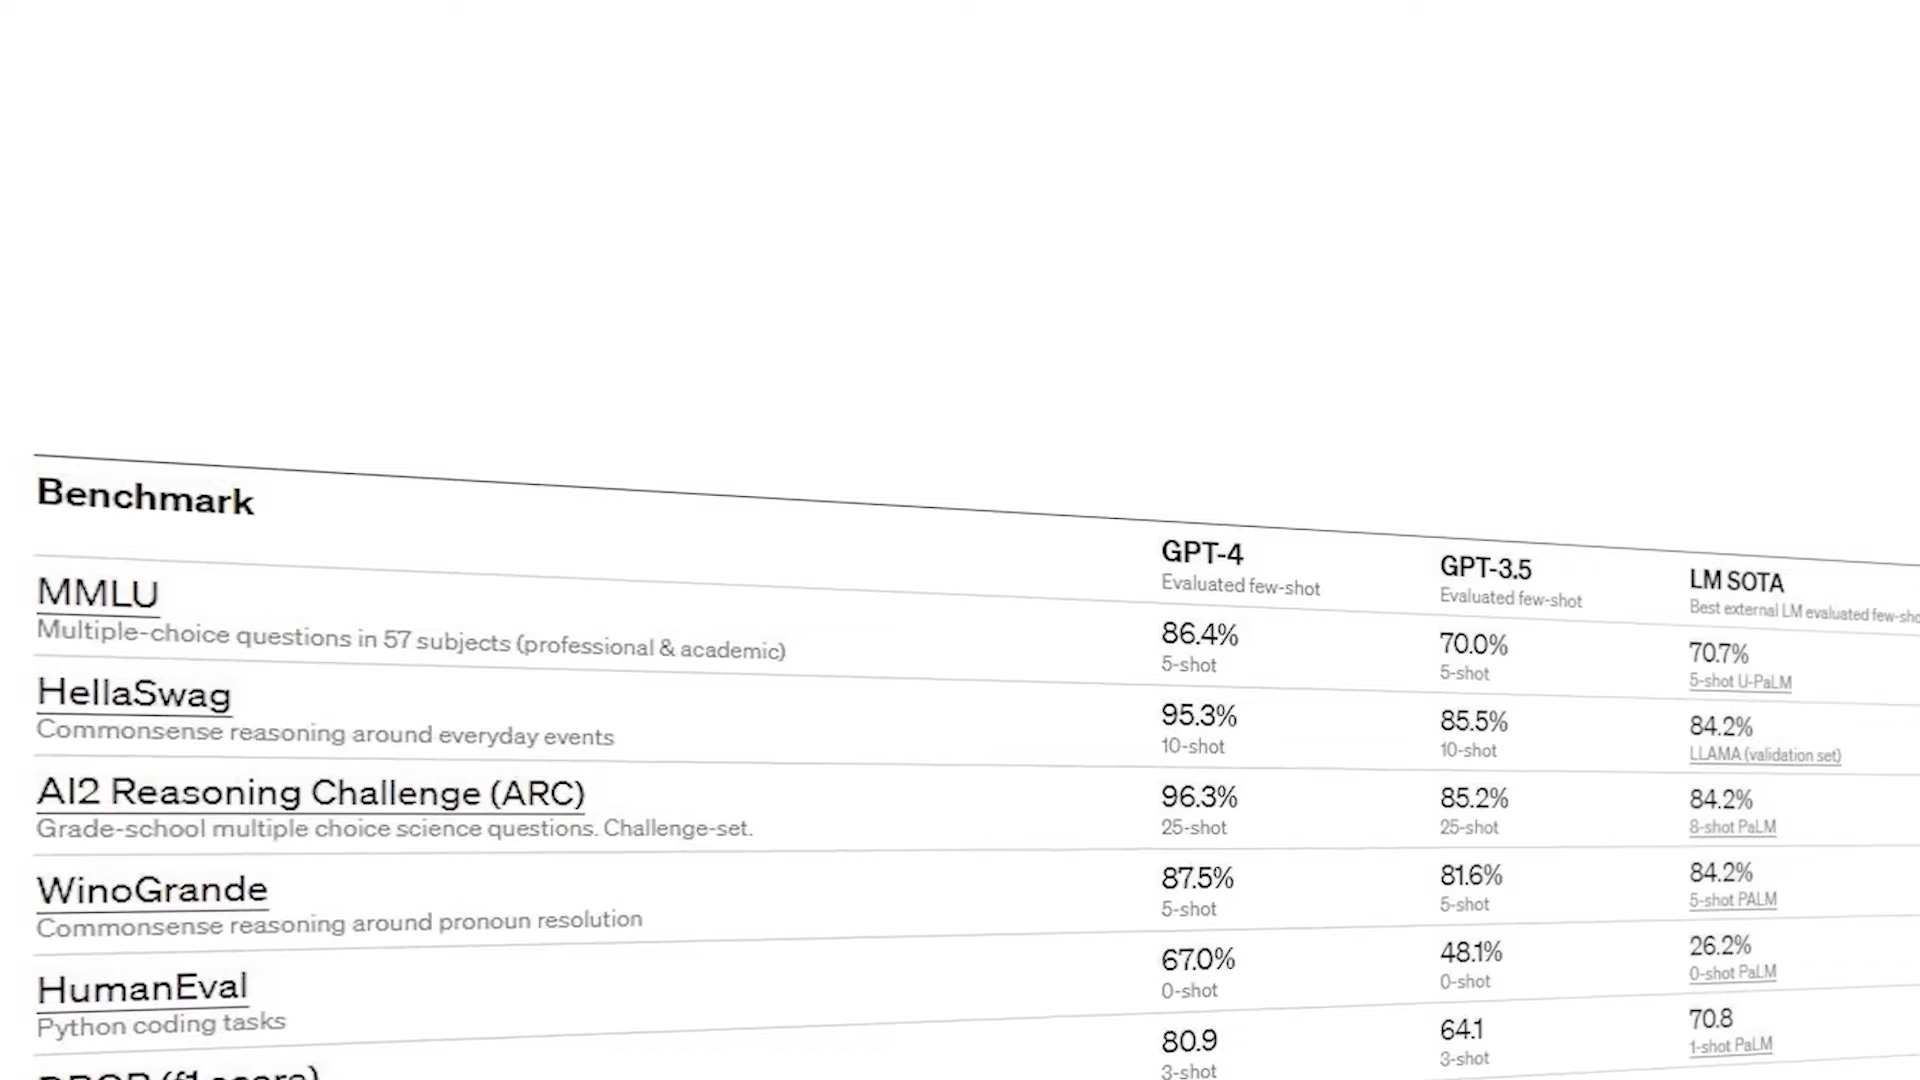 Benchmark
GPT-4
Evaluated few-shot
GPT-3.5
Evaluated few-shot
LM SOTA
Best external LM evaluated
MMLU
Multiple-choice questions in 57 subjects (professional & academic)
86.4%
5-shot
70.0%
5-shot
70.7%
5-shot U-PaLM
HellaSwag
Commonsense reasoning around everyday events
95.3%
10-shot
85.5%
10-shot
84.2%
LLAMA (validation set)
AI2 Reasoning Challenge (ARC)
Grade-school multiple choice science questions. Challenge-set.
96.3%
25-shot
85.2%
25-shot
84.2%
8-shot PaLM
WinoGrande
Commonsense reasoning around pronoun resolution
87.5%
5-shot
81.6%
5-shot
84.2%
5-shot PALM
HumanEval
Python coding tasks
67.0%
0-shot
48.1%
0-shot
26.2%
0-shot PaLM
80.9
3-shot
64.1
3-shot
70.8
1-shot PaLM